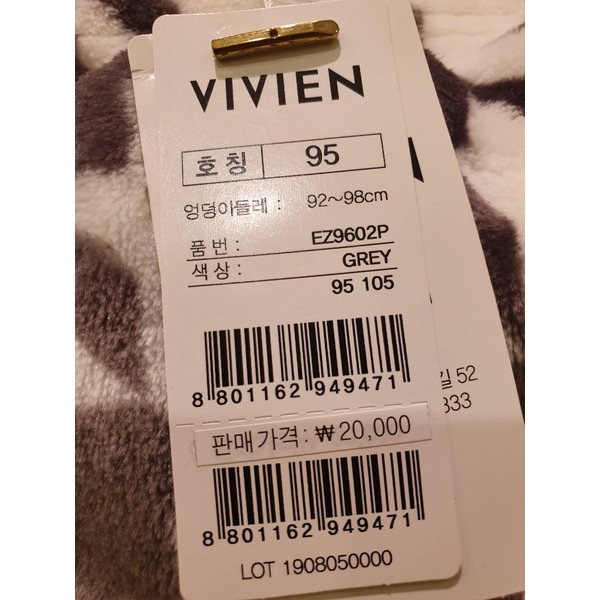 VIVIEN
호칭 95
엉덩이둘레 : 92~98cm
품번 : EZ9602P
색상 : GREY
95 105
8 801162 949471
길 52
333
판매가격 : ₩20,000
8 801162 949471
LOT 1908050000